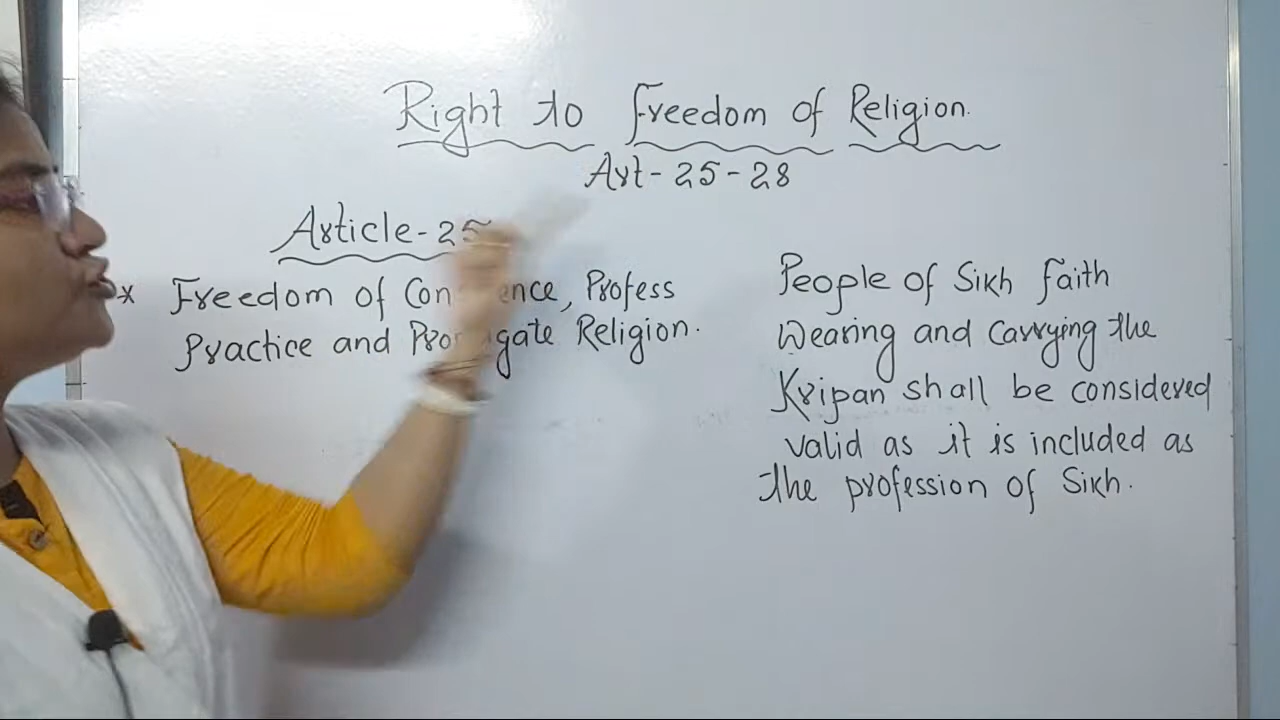 Right to Freedom of Religion.
Art-25-28
Article-25
* Freedom of Con ence, Profess
Practice and Pro gate Religion.
People of Sikh faith
Wearing and Carrying the
Kripan shall be considered
valid as it is included as
the profession of Sikh.